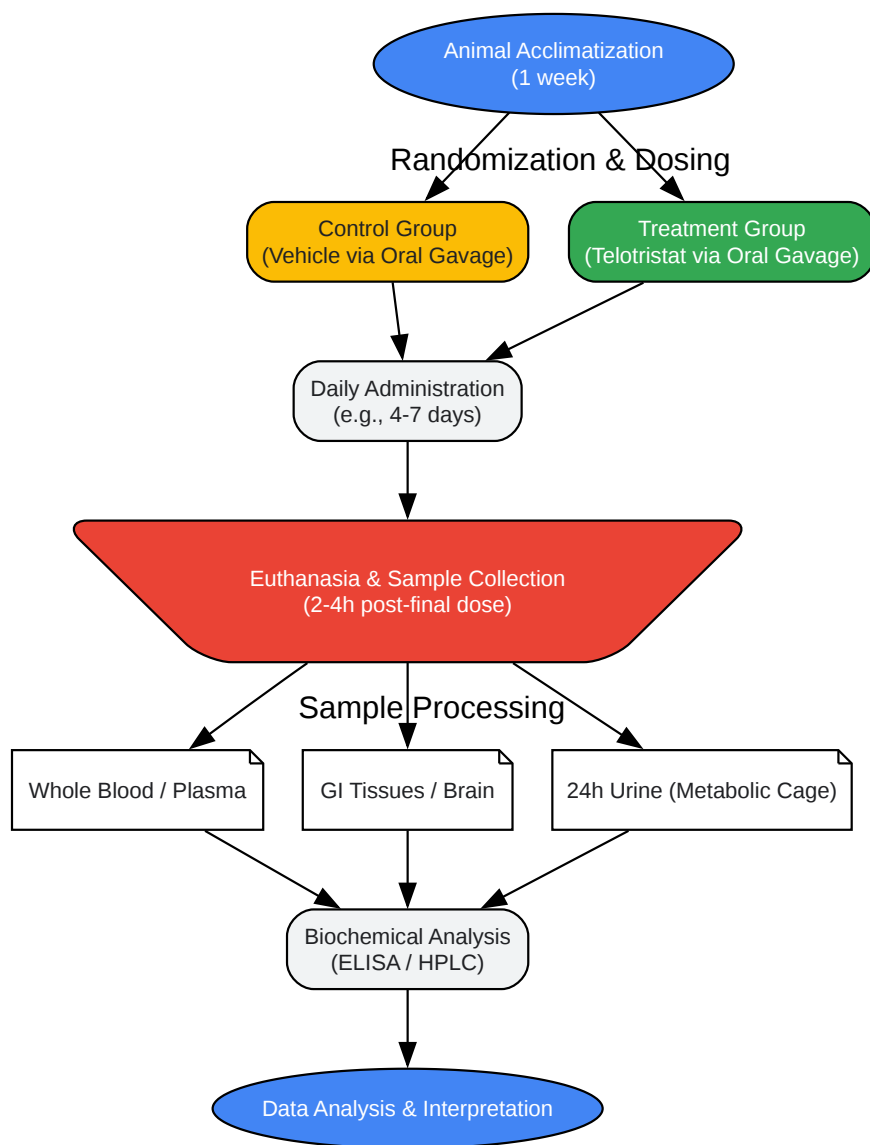 Animal Acclimatization
(1 week)
Randomization & Dosing
Control Group
(Vehicle via Oral Gavage)
Treatment Group
(Telotristat via Oral Gavage)
Daily Administration
(e.g., 4-7 days)
Euthanasia & Sample Collection
(2-4h post-final dose)
Sample Processing
Whole Blood / Plasma
GI Tissues / Brain
24h Urine (Metabolic Cage)
Biochemical Analysis
(ELISA / HPLC)
Data Analysis & Interpretation